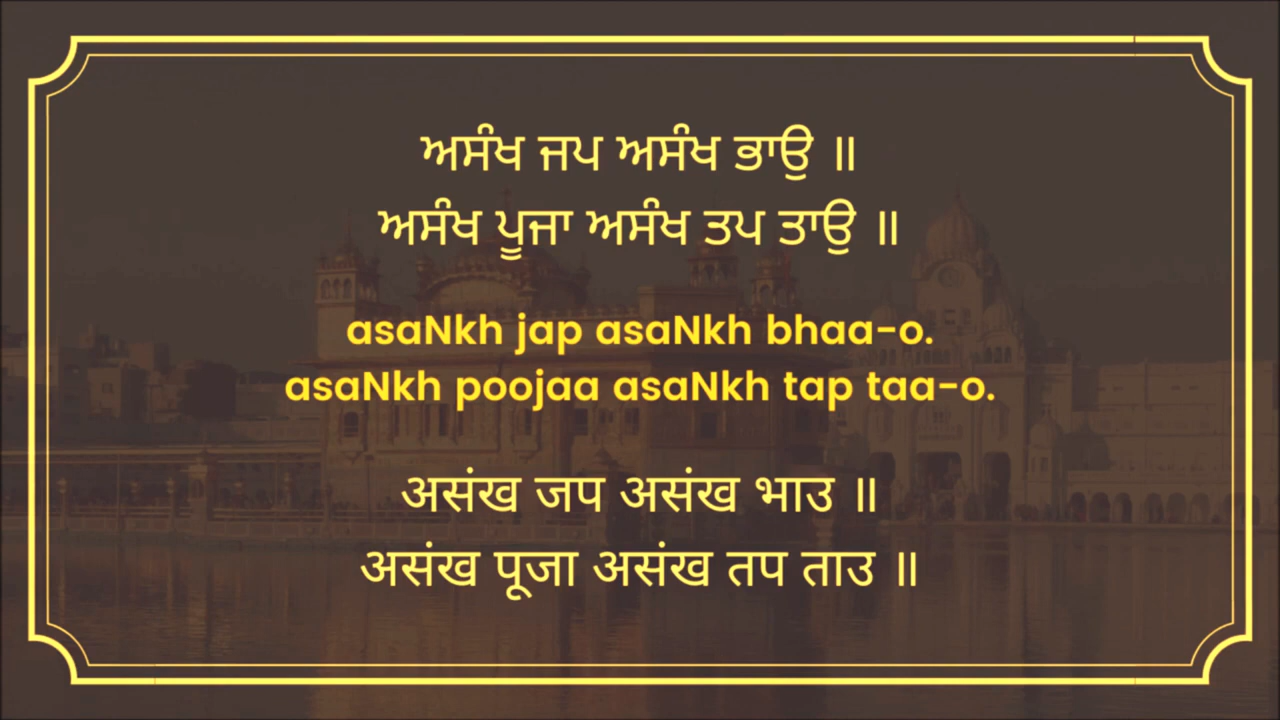 ਅਸੰਖ ਜਪ ਅਸੰਖ ਭਾਉ ॥
ਅਸੰਖ ਪੂਜਾ ਅਸੰਖ ਤਪ ਤਾਉ ॥
asaNkh jap asaNkh bhaa-o.
asaNkh poojaa asaNkh tap taa-o.
असंख जप असंख भाउ ॥
असंख पूजा असंख तप ताउ ॥